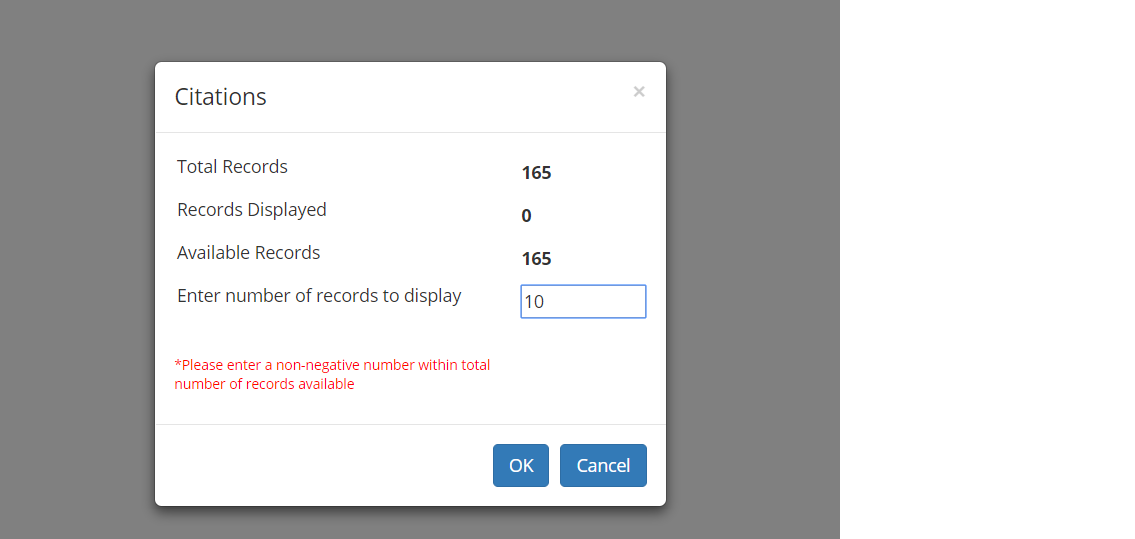 Citations ×
Total Records 165
Records Displayed 0
Available Records 165
Enter number of records to display 10
*Please enter a non-negative number within total
number of records available
OK Cancel